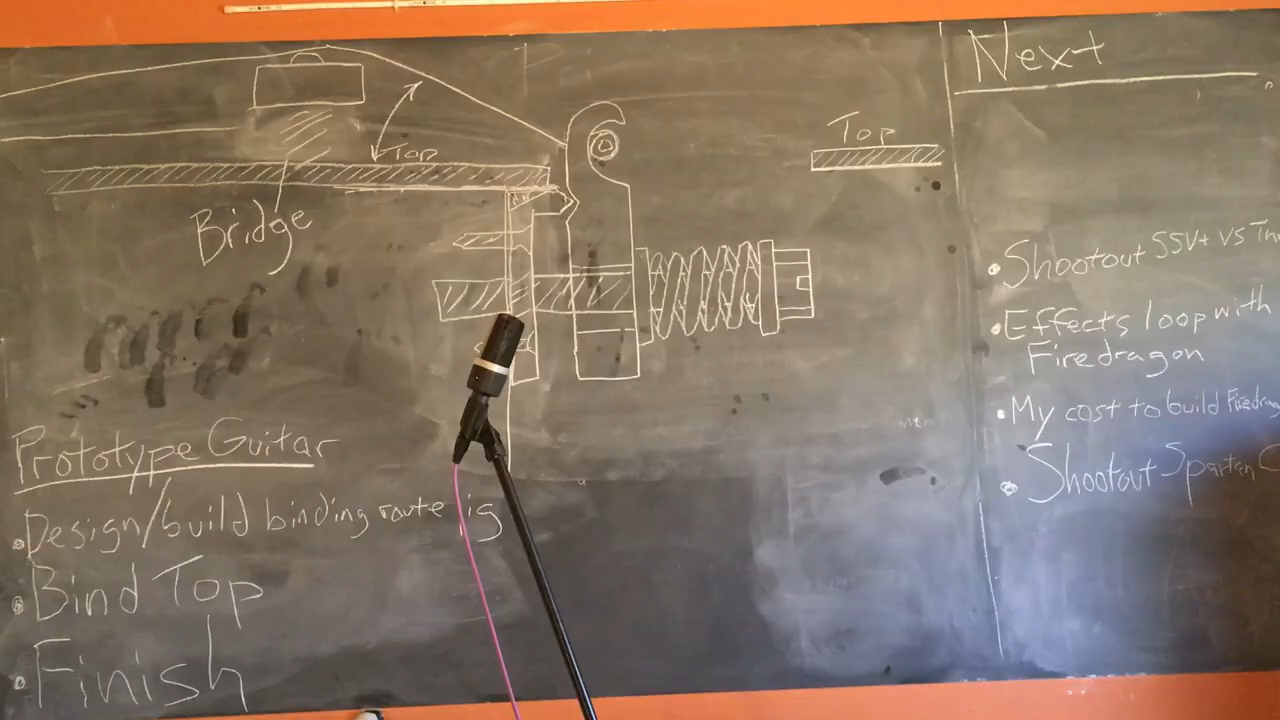 Top
Bridge
Top
Prototype Guitar
Design/build binding route jig
Bind Top
Finish
Next
Shootout SSV+ vs
Effects loop with
Firedragon
My cost to build
Shootout Spartan